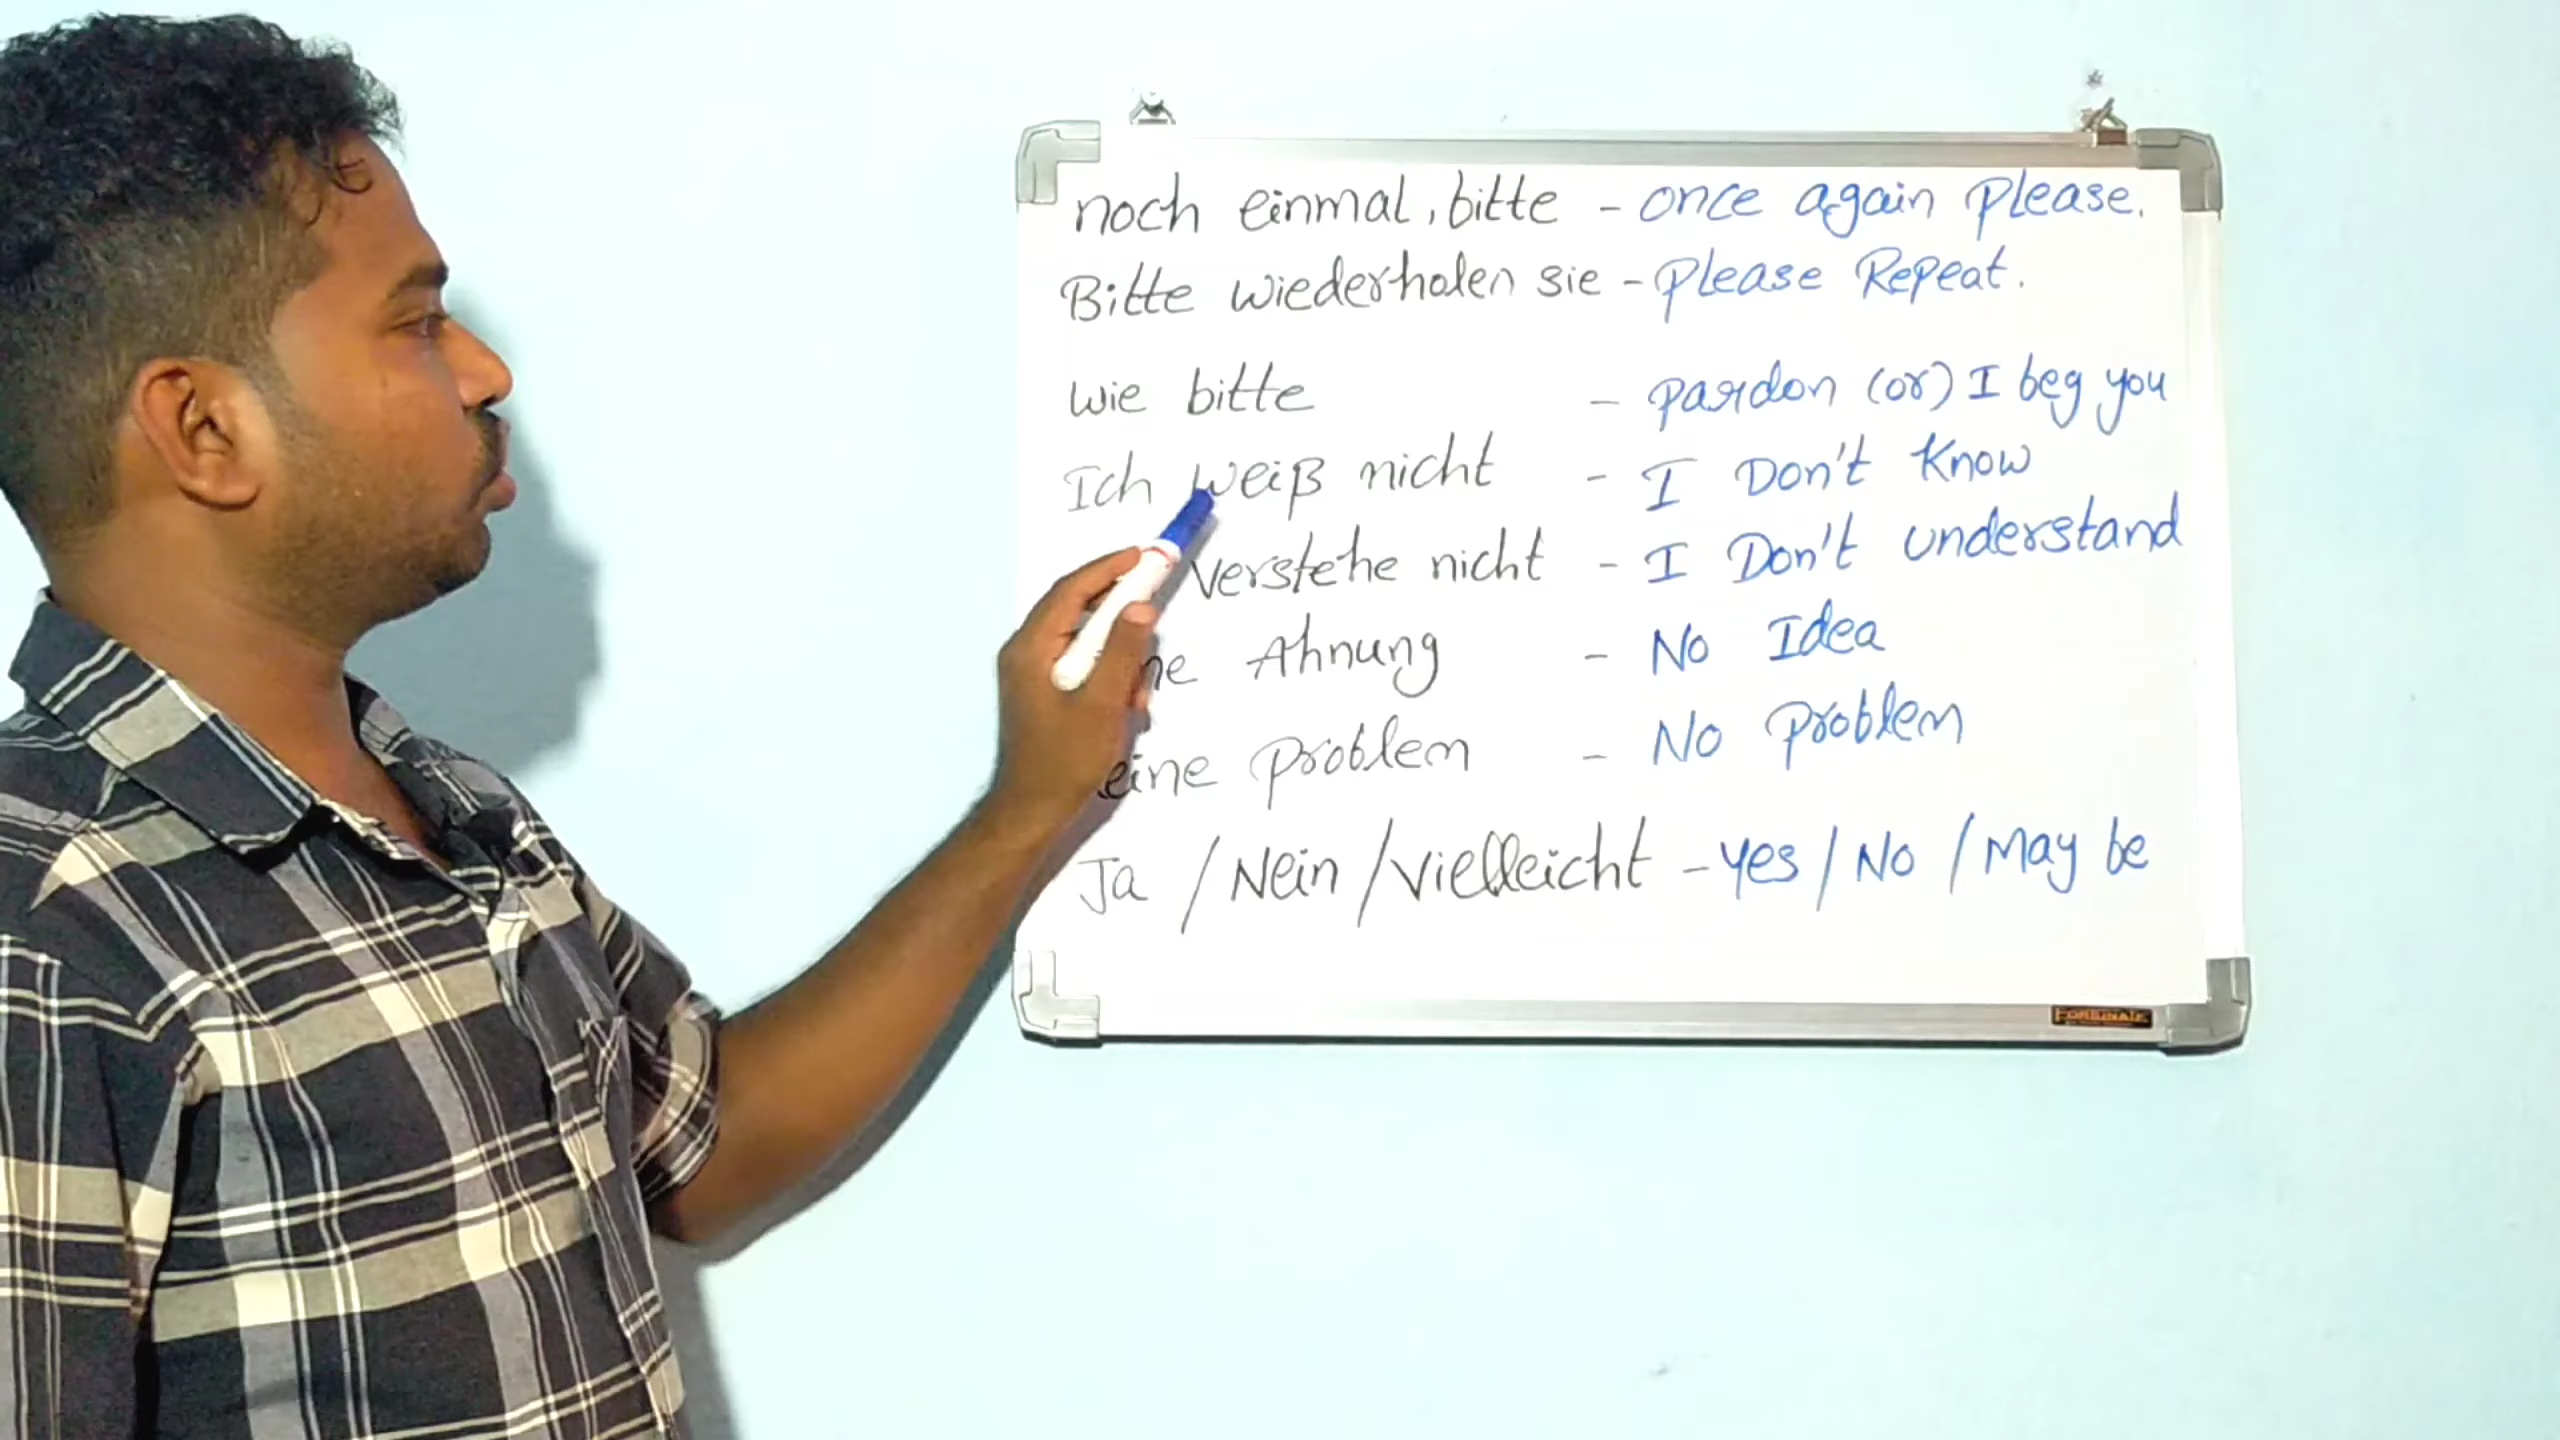 noch einmal, bitte - once again please.
Bitte wiederholen sie - Please Repeat.
wie bitte - pardon (or) I beg you
Ich weiß nicht - I Don't Know
verstehe nicht - I Don't understand
Ahnung - No Idea
eine problem - No Problem
Ja / Nein / Vielleicht - yes / No / May be